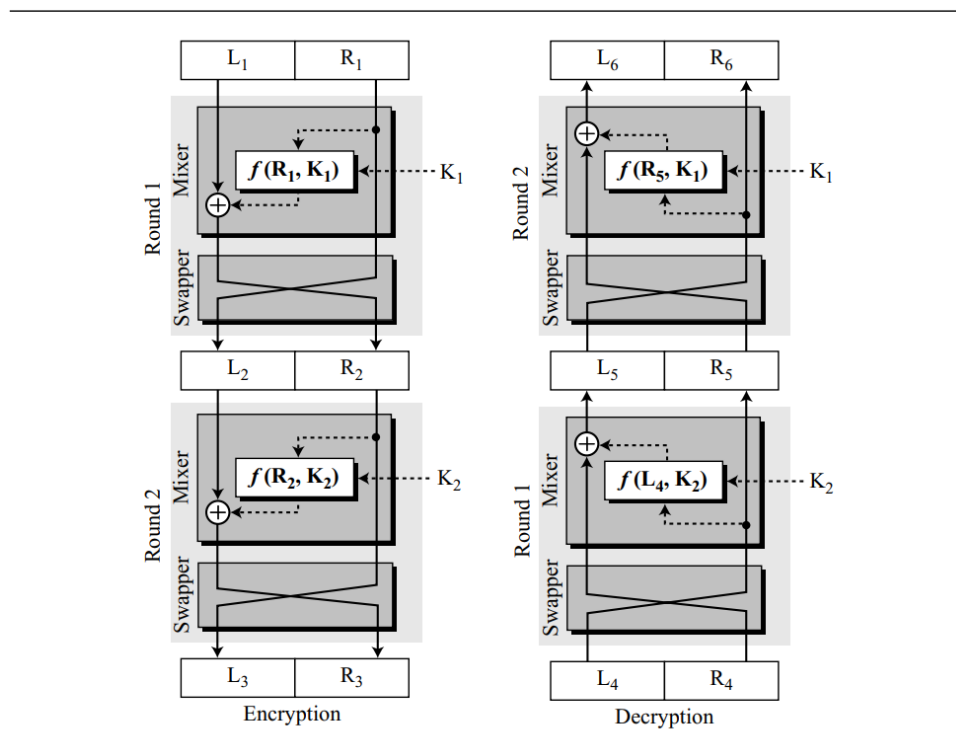 L1 R1
Round 1
Mixer
f (R1, K1)
K1
Swapper
L2 R2
Round 2
Mixer
f (R2, K2)
K2
Swapper
L3 R3
Encryption
L6 R6
Round 2
Mixer
f (R5, K1)
K1
Swapper
L5 R5
Round 1
Mixer
f (L4, K2)
K2
Swapper
L4 R4
Decryption